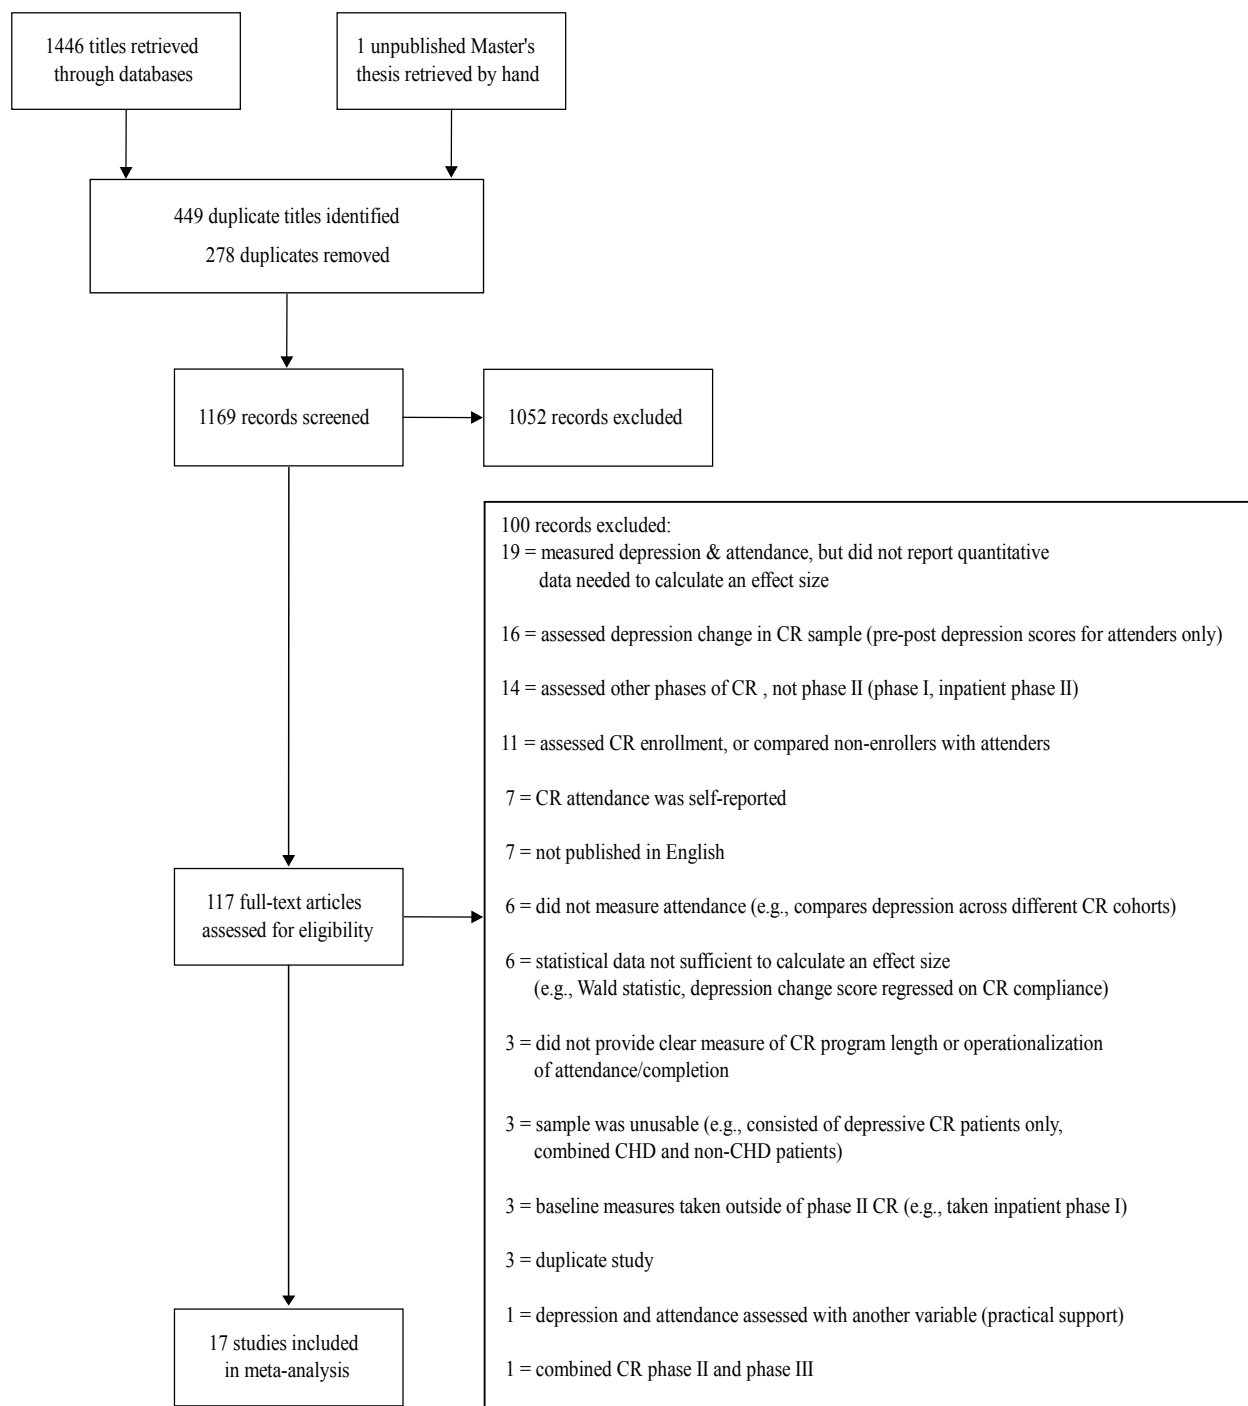 1446 titles retrieved
through databases
1 unpublished Master's
thesis retrieved by hand
449 duplicate titles identified
278 duplicates removed
1169 records screened
1052 records excluded
100 records excluded:
19 = measured depression & attendance, but did not report quantitative
data needed to calculate an effect size
16 = assessed depression change in CR sample (pre-post depression scores for attenders only)
14 = assessed other phases of CR , not phase II (phase I, inpatient phase II)
11 = assessed CR enrollment, or compared non-enrollers with attenders
7 = CR attendance was self-reported
7 = not published in English
117 full-text articles
assessed for eligibility
6 = did not measure attendance (e.g., compares depression across different CR cohorts)
6 = statistical data not sufficient to calculate an effect size
(e.g., Wald statistic, depression change score regressed on CR compliance)
3 = did not provide clear measure of CR program length or operationalization
of attendance/completion
3 = sample was unusable (e.g., consisted of depressive CR patients only,
combined CHD and non-CHD patients)
3 = baseline measures taken outside of phase II CR (e.g., taken inpatient phase I)
3 = duplicate study
1 = depression and attendance assessed with another variable (practical support)
1 = combined CR phase II and phase III
17 studies included
in meta-analysis